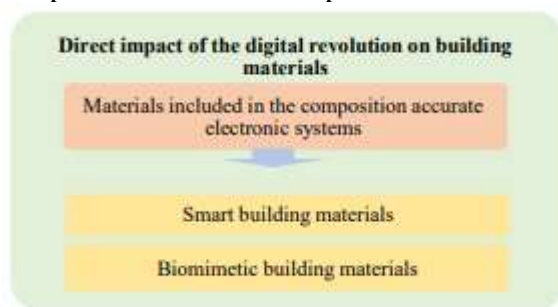 Direct impact of the digital revolution on building
materials
Materials included in the composition accurate
electronic systems
Smart building materials
Biomimetic building materials